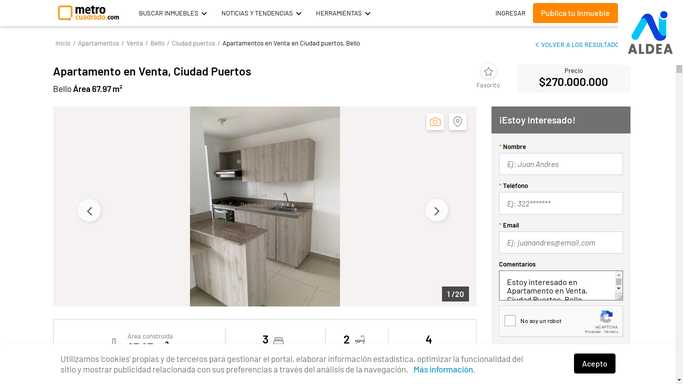 metro
cuadrado.com
BUSCAR INMUEBLES
NOTICIAS Y TENDENCIAS
HERRAMIENTAS
INGRESAR
Publica tu Inmueble
ALDEA
Inicio / Apartamentos / Venta / Bello / Ciudad puertos / Apartamentos en Venta en Ciudad puertos, Bello
VOLVER A LOS RESULTADO
Apartamento en Venta, Ciudad Puertos
Bello Área 67.97 m²
Favorito
Precio
$270.000.000
¡Estoy Interesado!
* Nombre
Ej: Juan Andres
* Teléfono
Ej: 322*******
* Email
Ej: juanandres@email.com
Comentarios
Estoy interesado en
Apartamento en Venta,
Ciudad Puertos, Bello
No soy un robot
reCAPTCHA
Privacidad - Términos
1 / 20
Área construida
3
2
4
Utilizamos 'cookies' propias y de terceros para gestionar el portal, elaborar información estadística, optimizar la funcionalidad del
sitio y mostrar publicidad relacionada con sus preferencias a través del análisis de la navegación. Más información.
Acepto